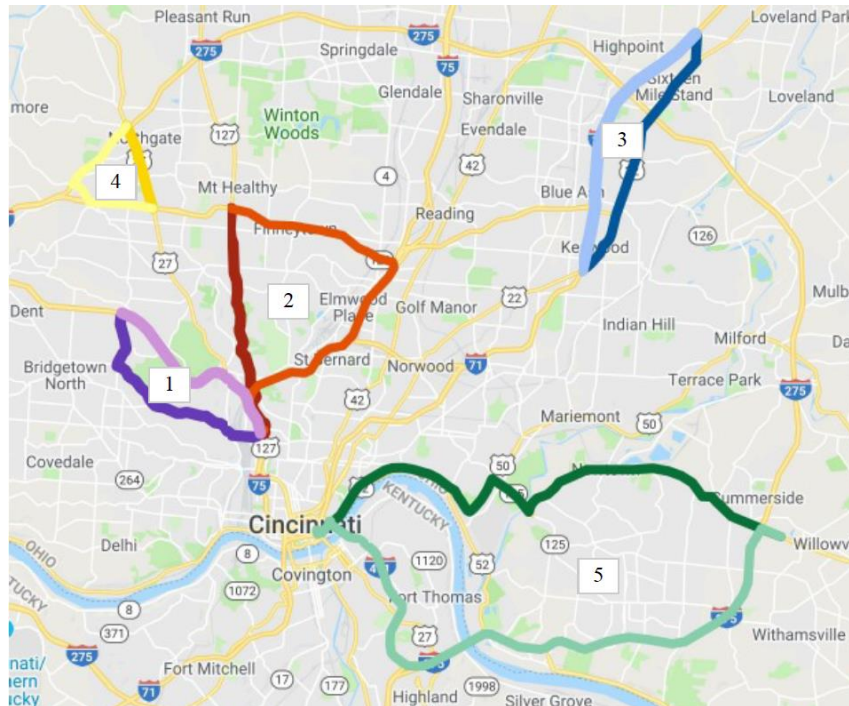 Pleasant Run
Loveland Park
275
275
Highpoint
Springdale
75
Sixteen
Mile Stand
Glendale
Sharonville
Loveland
Winton
Woods
127
Evendale
Northgate
42
3
4
4
Mt Healthy
Blue Ash
Reading
Finneytown
Kenwood
126
27
2
Elmwood
Place
Golf Manor
22
Dent
Indian Hill
Milford
St Bernard
Norwood
71
Bridgetown
North
1
Terrace Park
42
Mariemont
50
275
127
50
Covedale
264
75
KENTUCKY
Summerside
Cincinnati
OHIO
125
Willowv
Delhi
8
1120
52
Covington
5
1072
Fort Thomas
8
KENTUCKY
371
27
Withamsville
275
Fort Mitchell
71
17
177
1998
Highland
Silver Grove